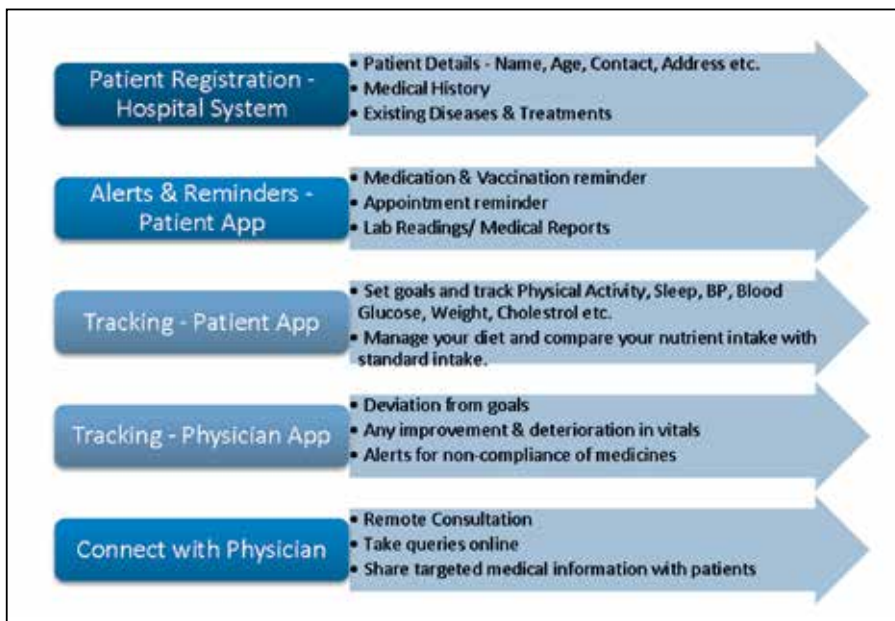 Patient Registration -
Hospital System
• Patient Details - Name, Age, Contact, Address etc.
• Medical History
• Existing Diseases & Treatments
Alerts & Reminders -
Patient App
• Medication & Vaccination reminder
• Appointment reminder
• Lab Readings/ Medical Reports
Tracking - Patient App
• Set goals and track Physical Activity, Sleep, BP, Blood
Glucose, Weight, Cholestrol etc.
• Manage your diet and compare your nutrient intake with
standard intake.
Tracking - Physician App
• Deviation from goals
• Any improvement & deterioration in vitals
• Alerts for non-compliance of medicines
Connect with Physician
• Remote Consultation
• Take queries online
• Share targeted medical information with patients